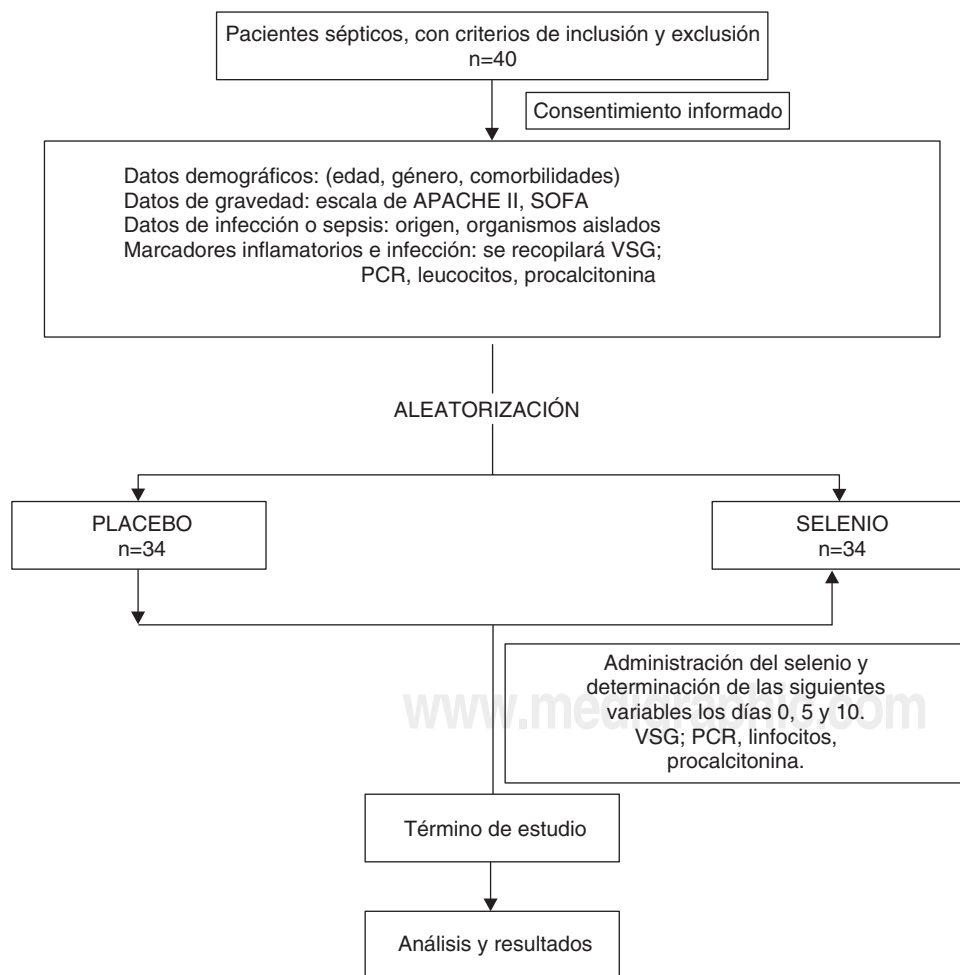 Pacientes sépticos, con criterios de inclusión y exclusión
n=40
Consentimiento informado
Datos demográficos: (edad, género, comorbilidades)
Datos de gravedad: escala de APACHE II, SOFA
Datos de infección o sepsis: origen, organismos aislados
Marcadores inflamatorios e infección: se recopilará VSG;
PCR, leucocitos, procalcitonina
ALEATORIZACIÓN
PLACEBO
n=34
SELENIO
n=34
Administración del selenio y
determinación de las siguientes
variables los días 0, 5 y 10.
VSG; PCR, linfocitos,
procalcitonina.
www.medigraphic.com
Término de estudio
Análisis y resultados